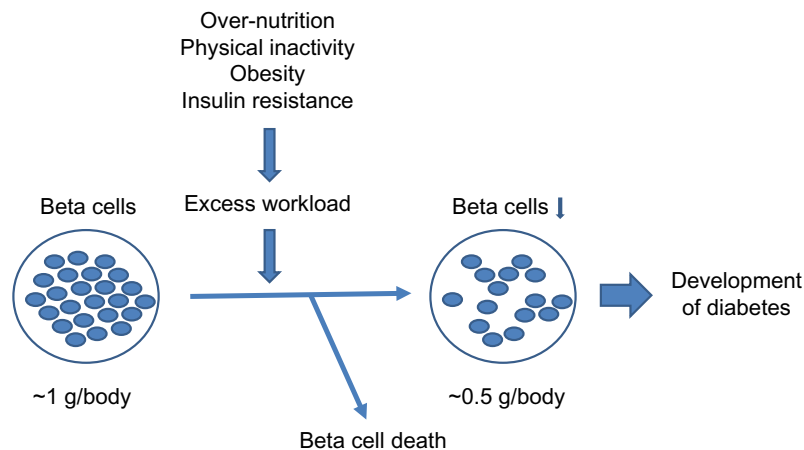 Over-nutrition
Physical inactivity
Obesity
Insulin resistance
Beta cells
Excess workload
Beta cells
Development
of diabetes
~1 g/body
~0.5 g/body
Beta cell death